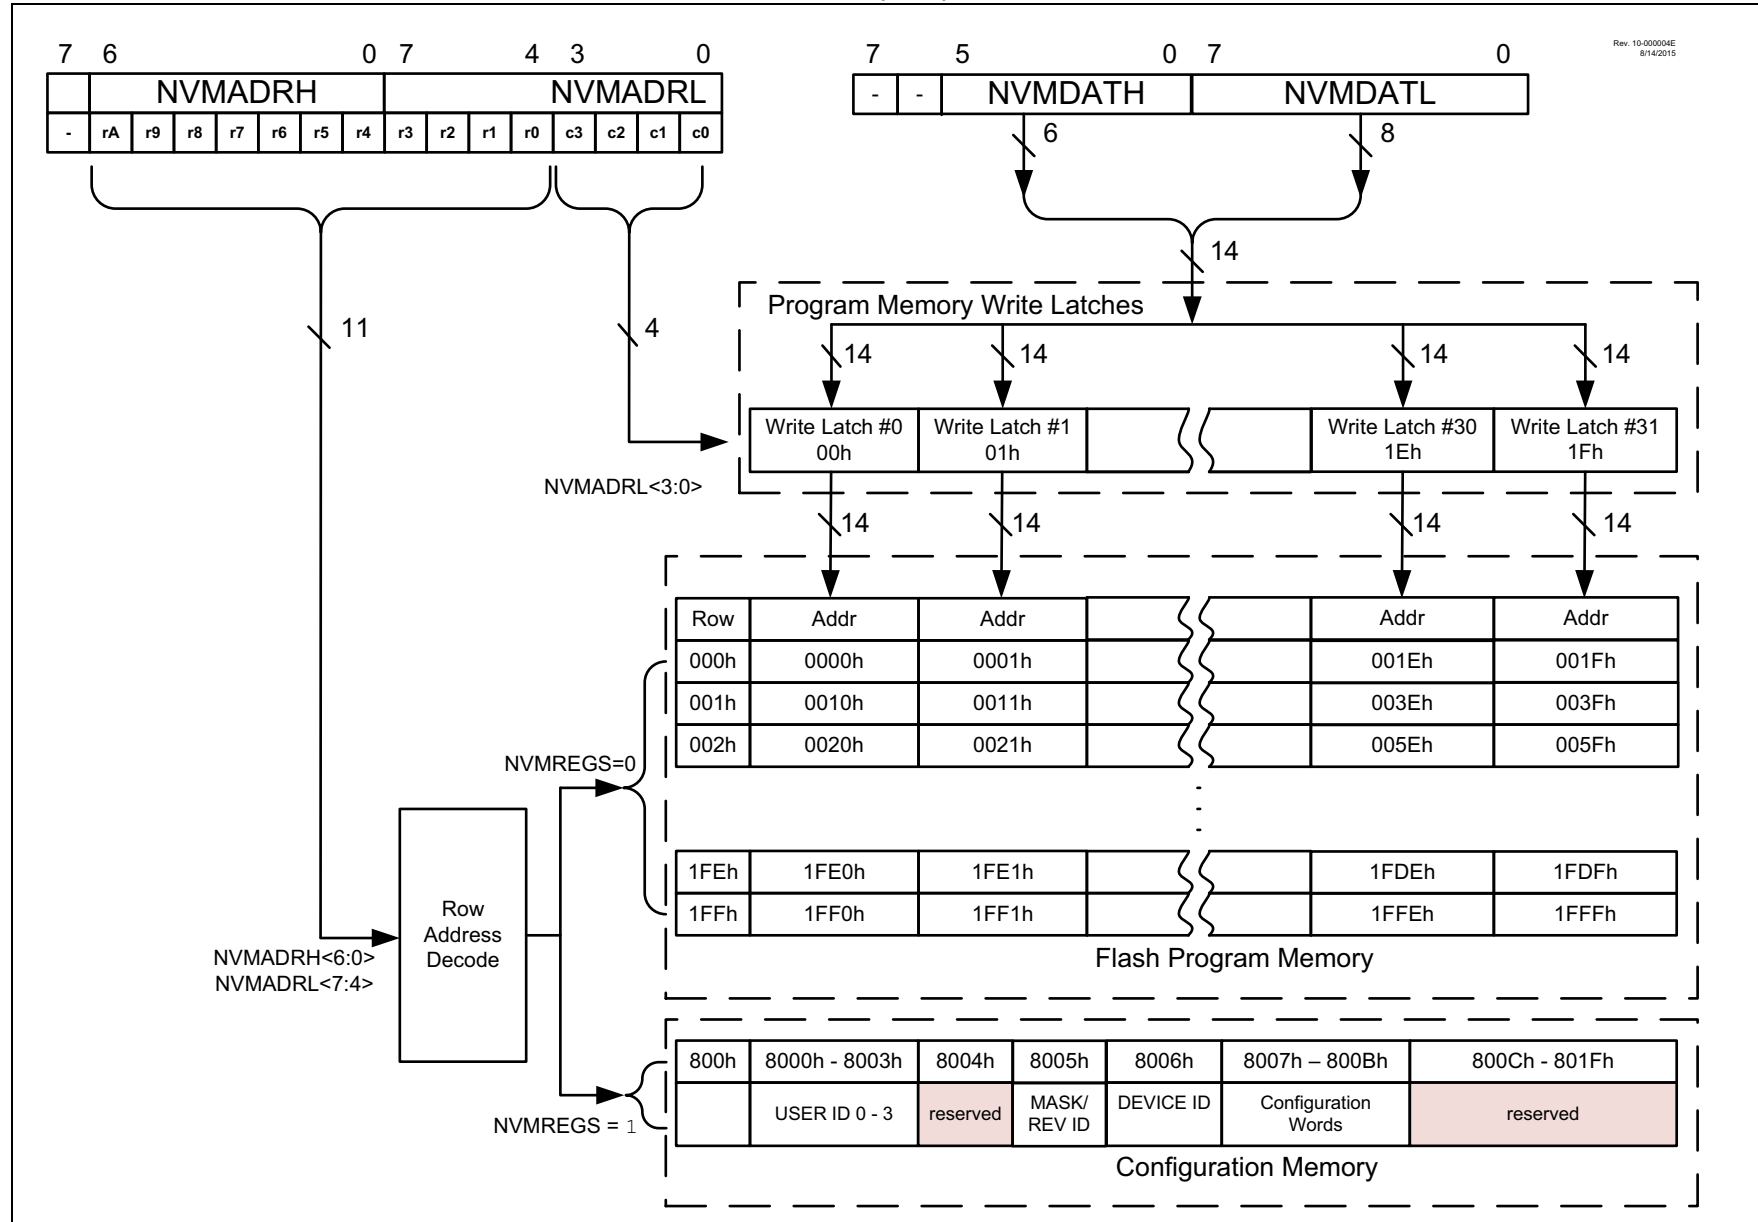 7 6 0 7 4 3 0
NVMADRH NVMADRL
- rA r9 r8 r7 r6 r5 r4 r3 r2 r1 r0 c3 c2 c1 c0
7 5 0 7 0
- - NVMDATH NVMDATL
Rev. 10-000004E
8/14/2015
6 8
14
11 4
Program Memory Write Latches
14 14 14 14
Write Latch #0 Write Latch #1 Write Latch #30 Write Latch #31
00h 01h 1Eh 1Fh
NVMADRL<3:0>
14 14 14 14
Row Addr Addr Addr Addr
000h 0000h 0001h 001Eh 001Fh
001h 0010h 0011h 003Eh 003Fh
002h 0020h 0021h 005Eh 005Fh
NVMREGS=0
1FEh 1FE0h 1FE1h 1FDEh 1FDFh
1FFh 1FF0h 1FF1h 1FFEh 1FFFh
Flash Program Memory
Row
Address
Decode
NVMADRH<6:0>
NVMADRL<7:4>
800h 8000h - 8003h 8004h 8005h 8006h 8007h – 800Bh 800Ch - 801Fh
USER ID 0 - 3 reserved MASK/ DEVICE ID Configuration reserved
REV ID Words
NVMREGS = 1
Configuration Memory